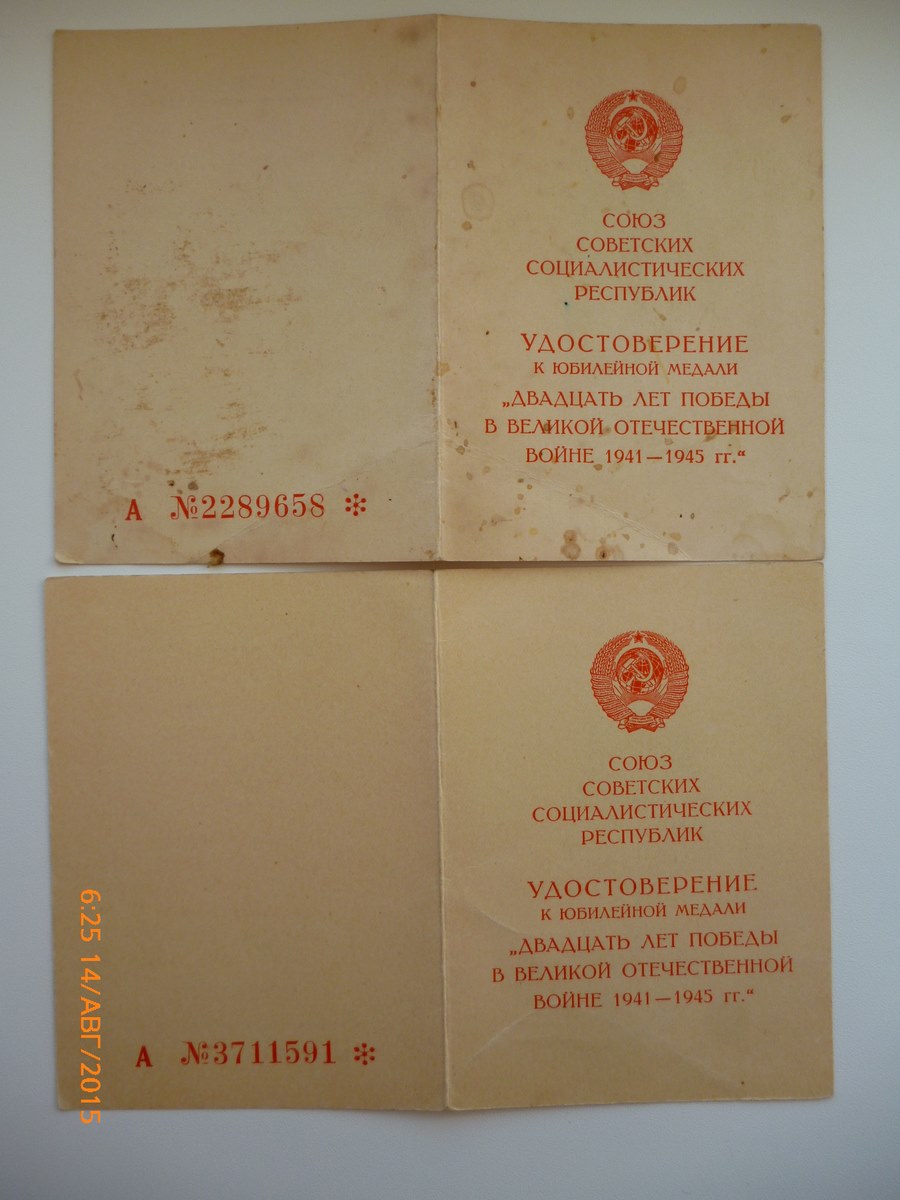 СОЮЗ
СОВЕТСКИХ
СОЦИАЛИСТИЧЕСКИХ
РЕСПУБЛИК
УДОСТОВЕРЕНИЕ
К ЮБИЛЕЙНОЙ МЕДАЛИ
„ДВАДЦАТЬ ЛЕТ ПОБЕДЫ
В ВЕЛИКОЙ ОТЕЧЕСТВЕННОЙ
ВОЙНЕ 1941—1945 гг.“
А №2289658 *
СОЮЗ
СОВЕТСКИХ
СОЦИАЛИСТИЧЕСКИХ
РЕСПУБЛИК
УДОСТОВЕРЕНИЕ
К ЮБИЛЕЙНОЙ МЕДАЛИ
„ДВАДЦАТЬ ЛЕТ ПОБЕДЫ
В ВЕЛИКОЙ ОТЕЧЕСТВЕННОЙ
ВОЙНЕ 1941—1945 гг.“
А №3711591 *
6:25 14/АВГ/2015